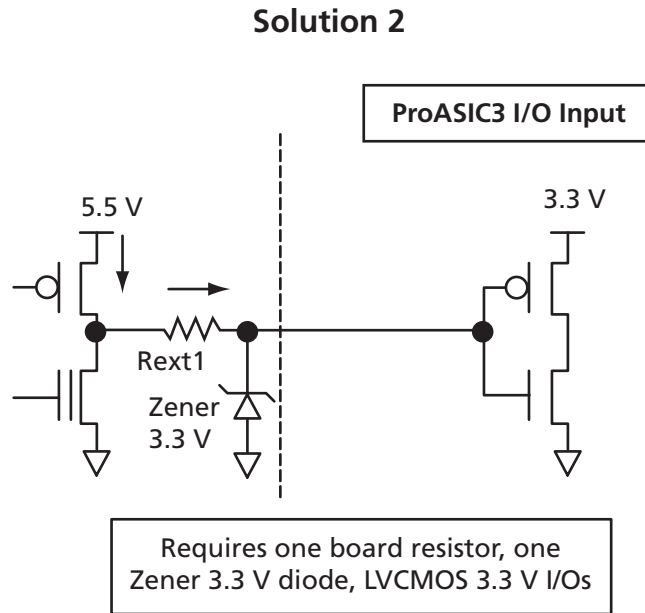 Solution 2
ProASIC3 I/O Input
5.5 V
3.3 V
Rext1
Zener
3.3 V
Requires one board resistor, one
Zener 3.3 V diode, LVCMOS 3.3 V I/Os